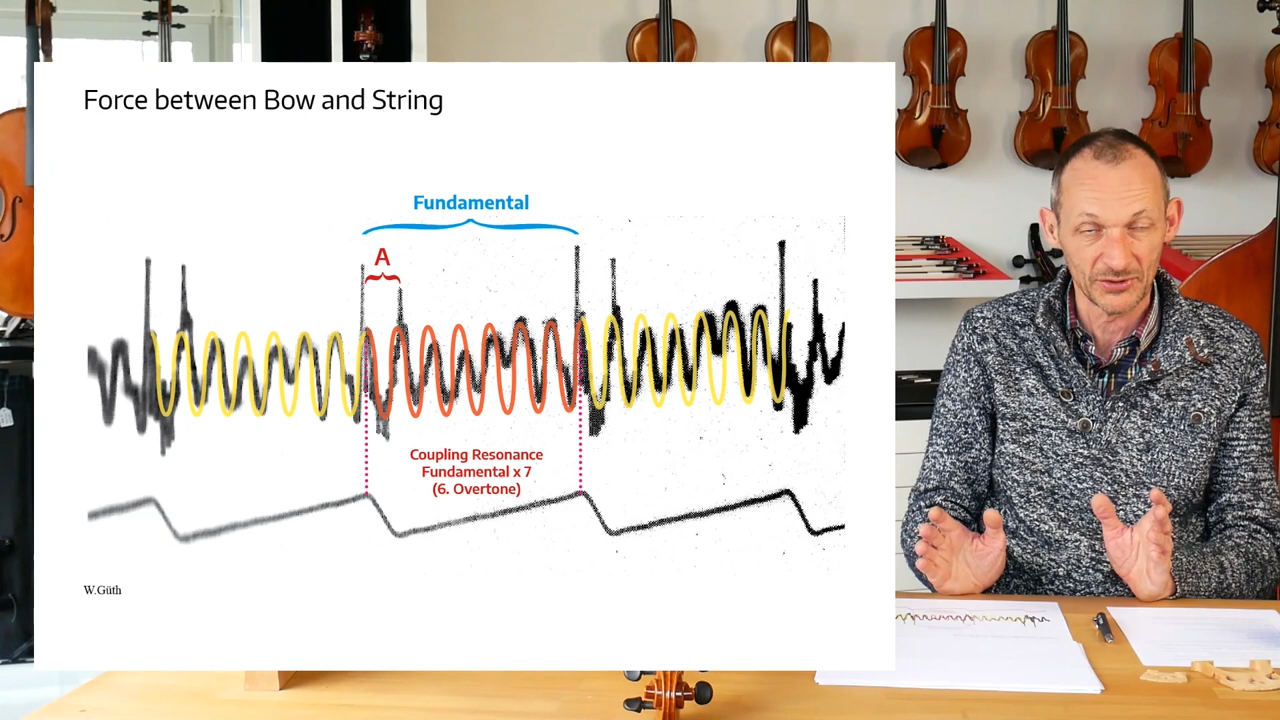 Force between Bow and String
Fundamental
A
Coupling Resonance
Fundamental x 7
(6. Overtone)
W.Güth